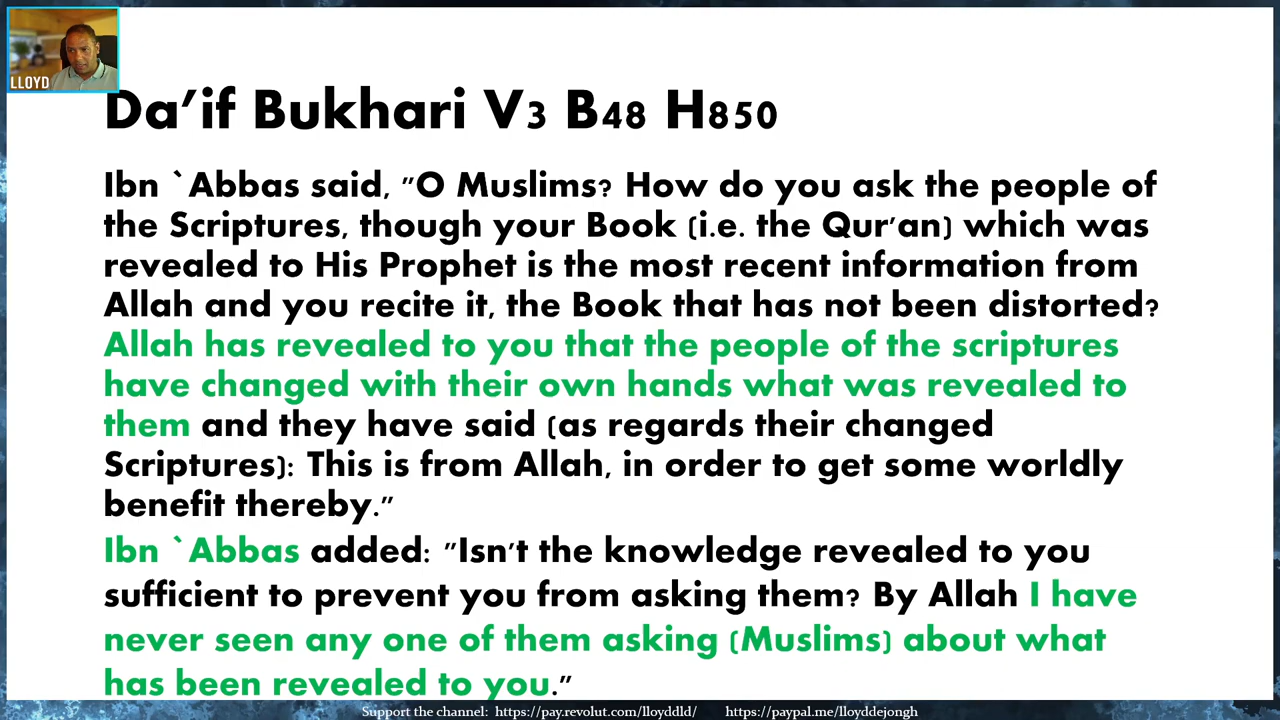 LLOYD
Da’if Bukhari V3 B48 H850
Ibn `Abbas said, "O Muslims? How do you ask the people of
the Scriptures, though your Book (i.e. the Qur'an) which was
revealed to His Prophet is the most recent information from
Allah and you recite it, the Book that has not been distorted?
Allah has revealed to you that the people of the scriptures
have changed with their own hands what was revealed to
them and they have said (as regards their changed
Scriptures): This is from Allah, in order to get some worldly
benefit thereby."
Ibn `Abbas added: "Isn't the knowledge revealed to you
sufficient to prevent you from asking them? By Allah I have
never seen any one of them asking (Muslims) about what
has been revealed to you."
Support the channel: https://pay.revolut.com/lloyddld/ https://paypal.me/lloyddejongh